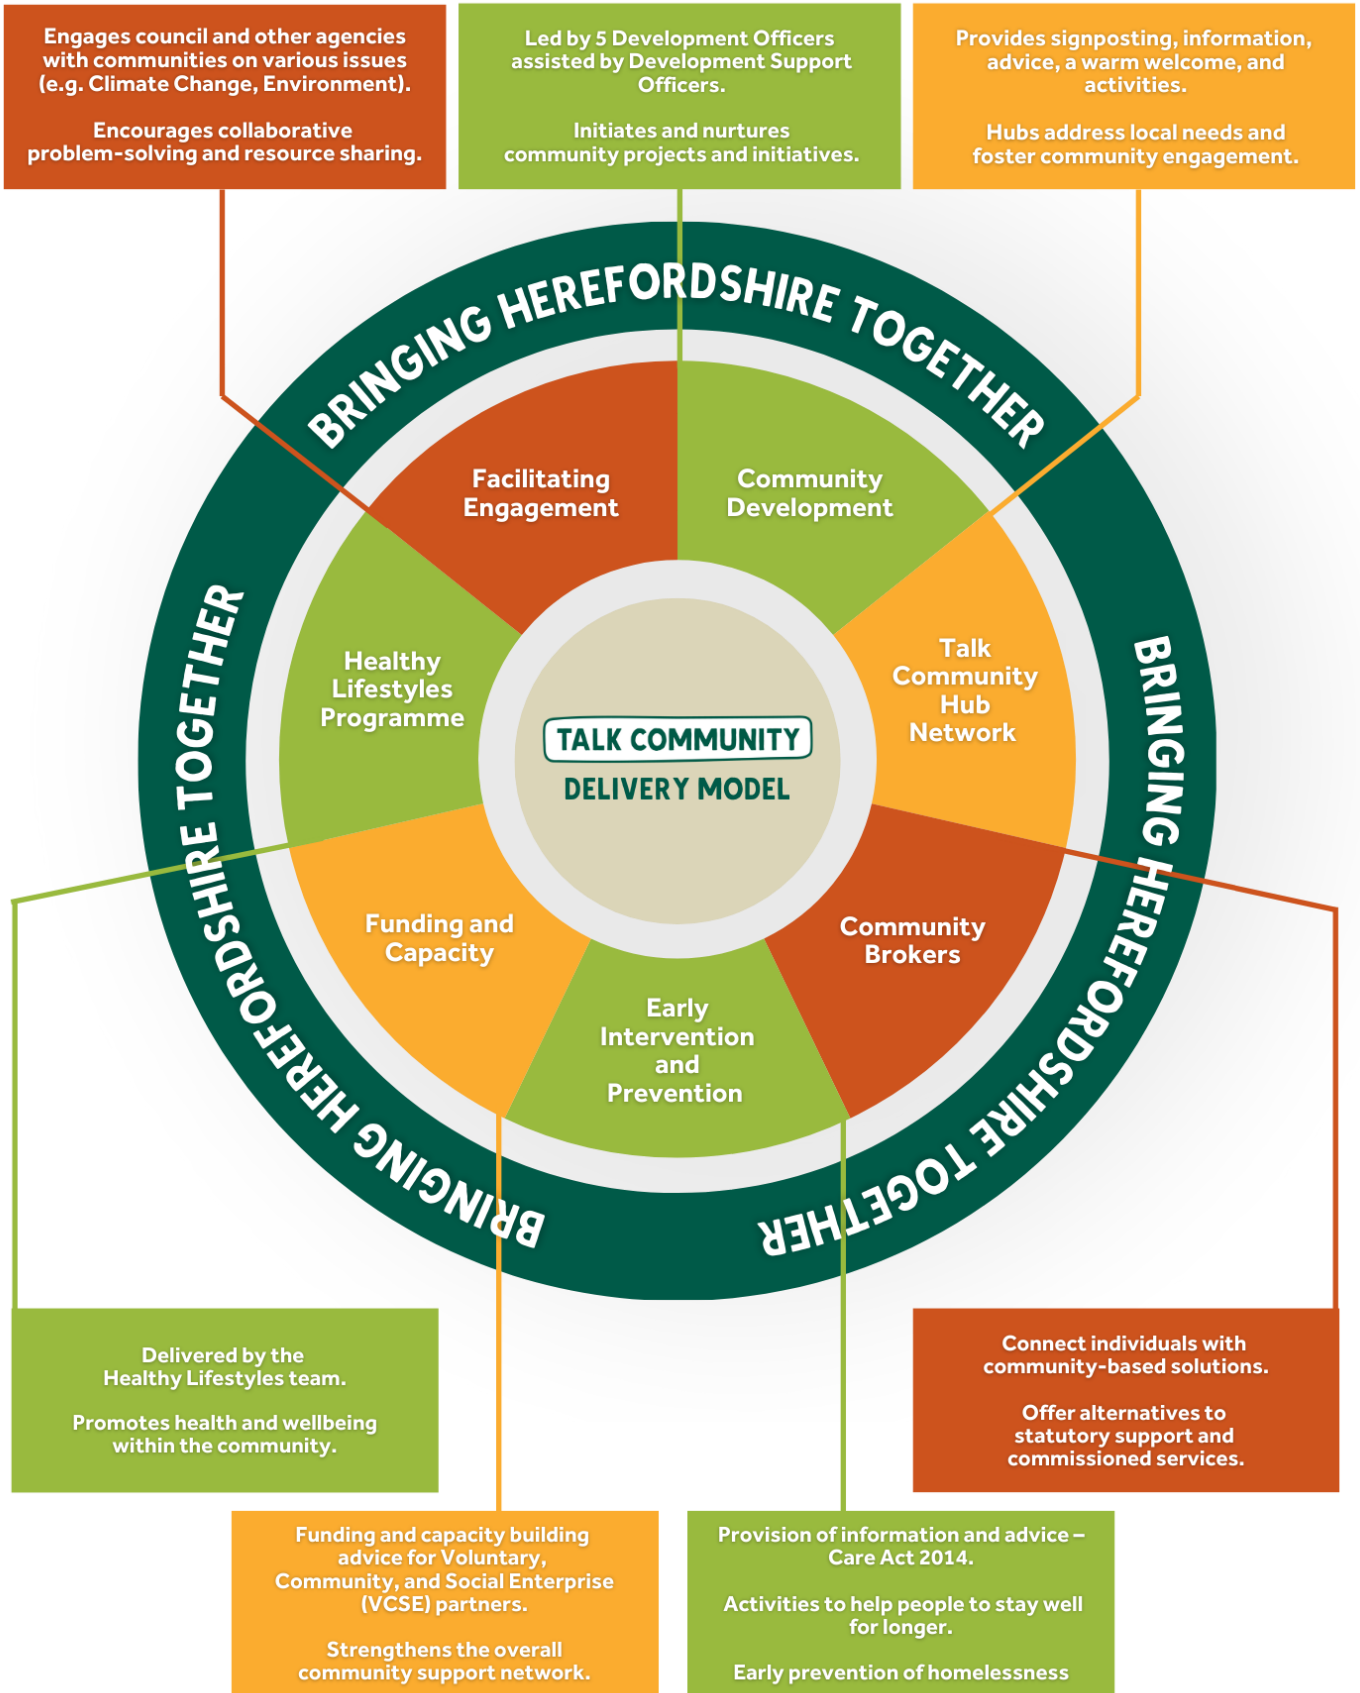 Engages council and other agencies
with communities on various issues
(e.g. Climate Change, Environment).
Encourages collaborative
problem-solving and resource sharing.
Led by 5 Development Officers
assisted by Development Support
Officers.
Initiates and nurtures
community projects and initiatives.
Provides signposting, information,
advice, a warm welcome, and
activities.
Hubs address local needs and
foster community engagement.
BRINGING HEREFORDSHIRE TOGETHER
BRINGING HEREFORDSHIRE TOGETHER
BRINGING HEREFORDSHIRE TOGETHER
Facilitating
Engagement
Community
Development
Healthy
Lifestyles
Programme
Talk
Community
Hub
Network
TALK COMMUNITY
DELIVERY MODEL
Funding and
Capacity
Community
Brokers
Early
Intervention
and
Prevention
Delivered by the
Healthy Lifestyles team.
Promotes health and wellbeing
within the community.
Connect individuals with
community-based solutions.
Offer alternatives to
statutory support and
commissioned services.
Funding and capacity building
advice for Voluntary,
Community, and Social Enterprise
(VCSE) partners.
Strengthens the overall
community support network.
Provision of information and advice –
Care Act 2014.
Activities to help people to stay well
for longer.
Early prevention of homelessness